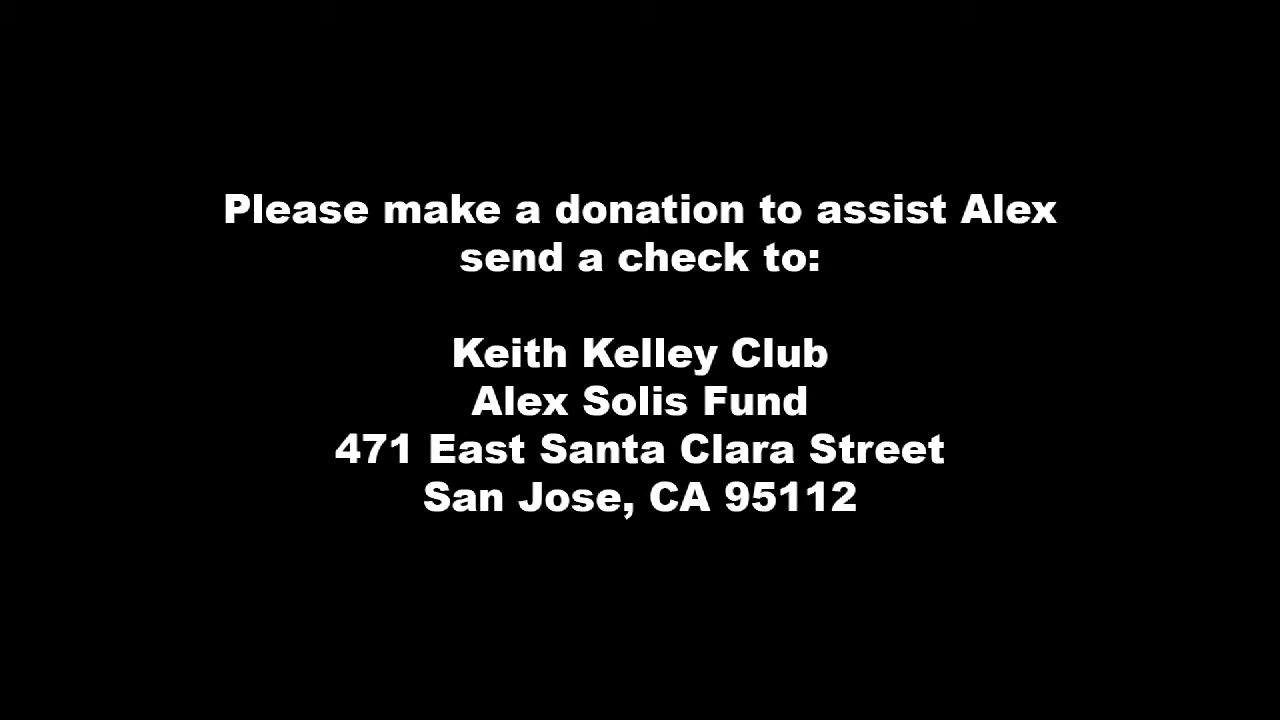 Please make a donation to assist Alex
send a check to:
Keith Kelley Club
Alex Solis Fund
471 East Santa Clara Street
San Jose, CA 95112